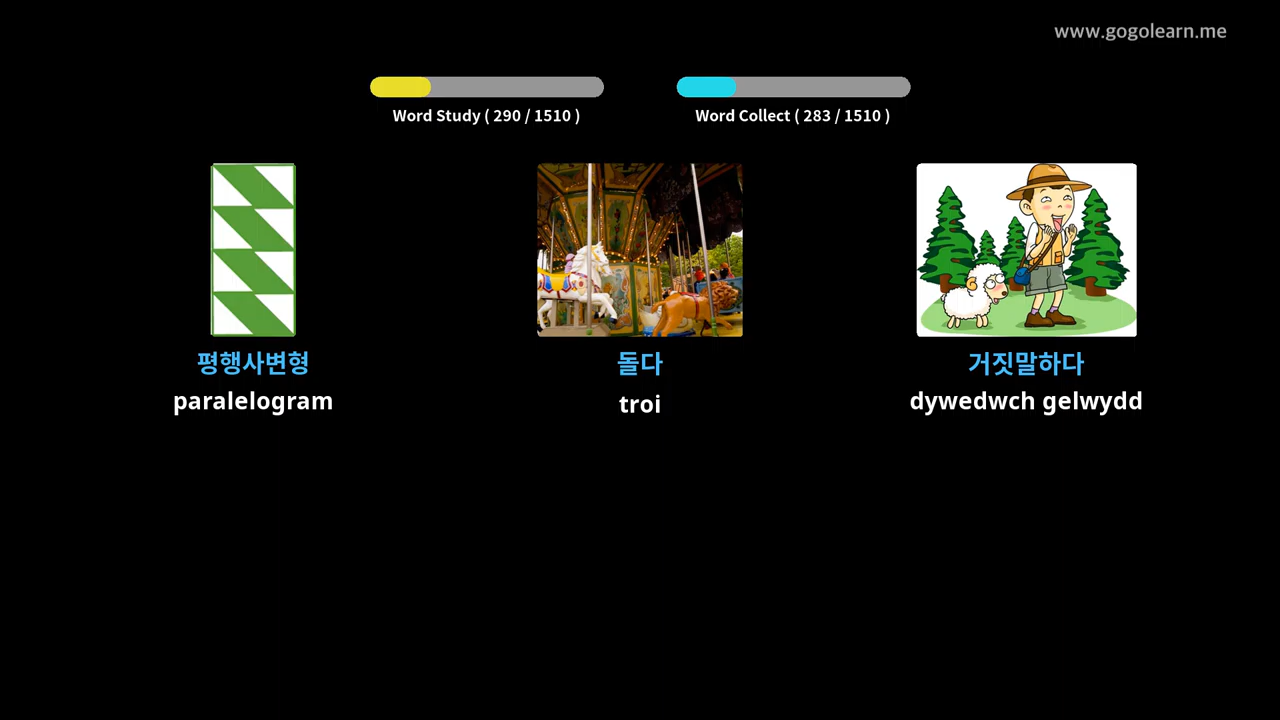 www.gogolearn.me
Word Study ( 290 / 1510 )
Word Collect ( 283 / 1510 )
평행사변형
paralelogram
돌다
troi
거짓말하다
dywedwch gelwydd